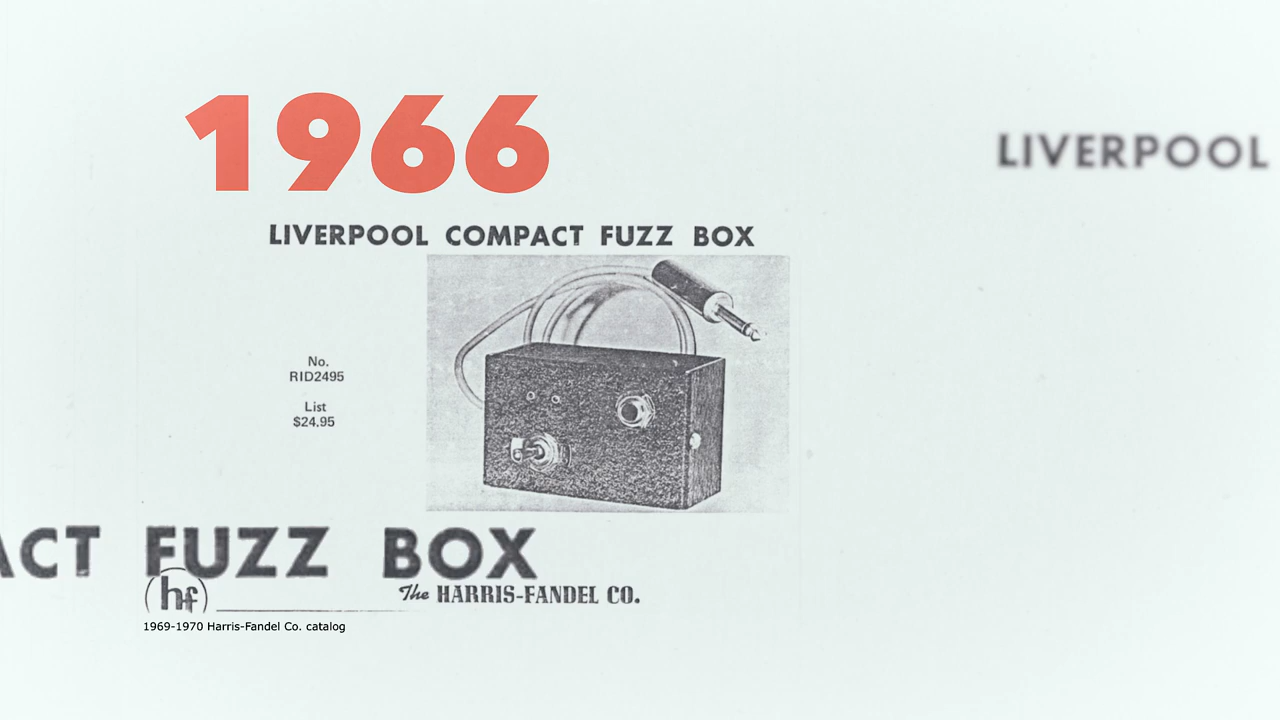 1966
LIVERPOOL
LIVERPOOL COMPACT FUZZ BOX
No.
RID2495
List
$24.95
ACT FUZZ BOX
hf
The HARRIS-FANDEL CO.
1969-1970 Harris-Fandel Co. catalog